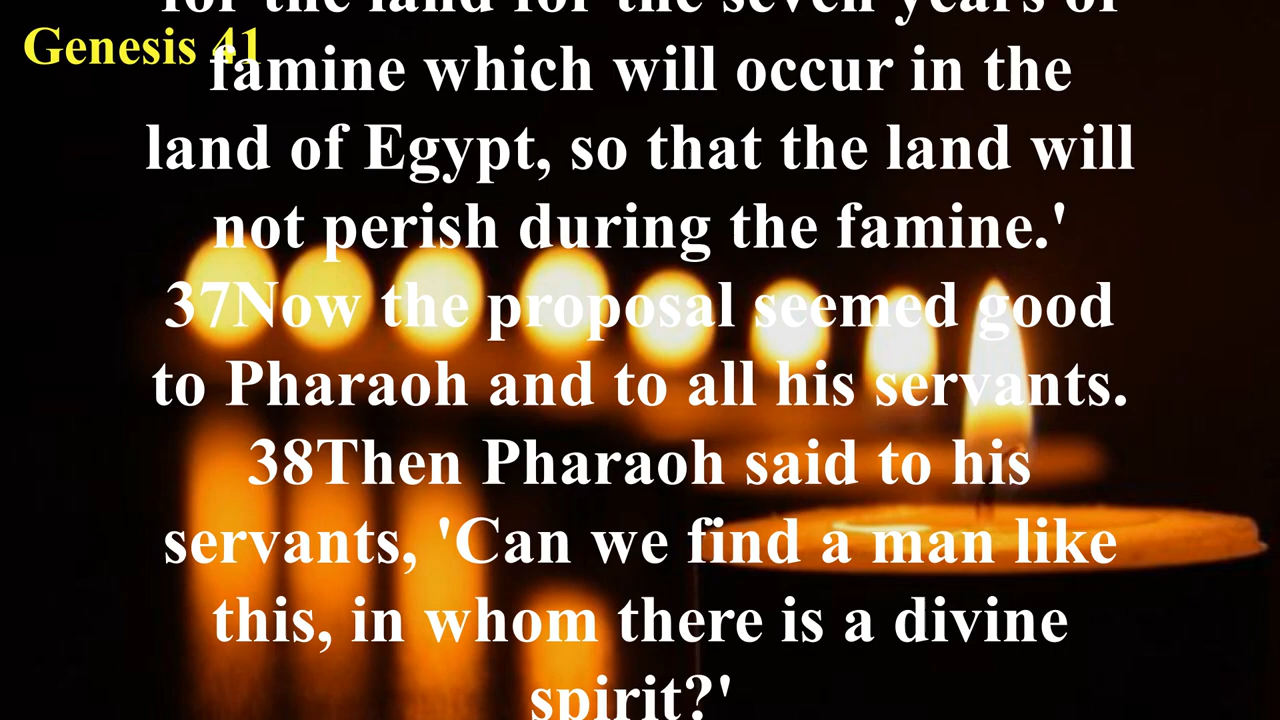 for the land for the seven years of
Genesis 41
famine which will occur in the
land of Egypt, so that the land will
not perish during the famine.'
37Now the proposal seemed good
to Pharaoh and to all his servants.
38Then Pharaoh said to his
servants, 'Can we find a man like
this, in whom there is a divine
spirit?'